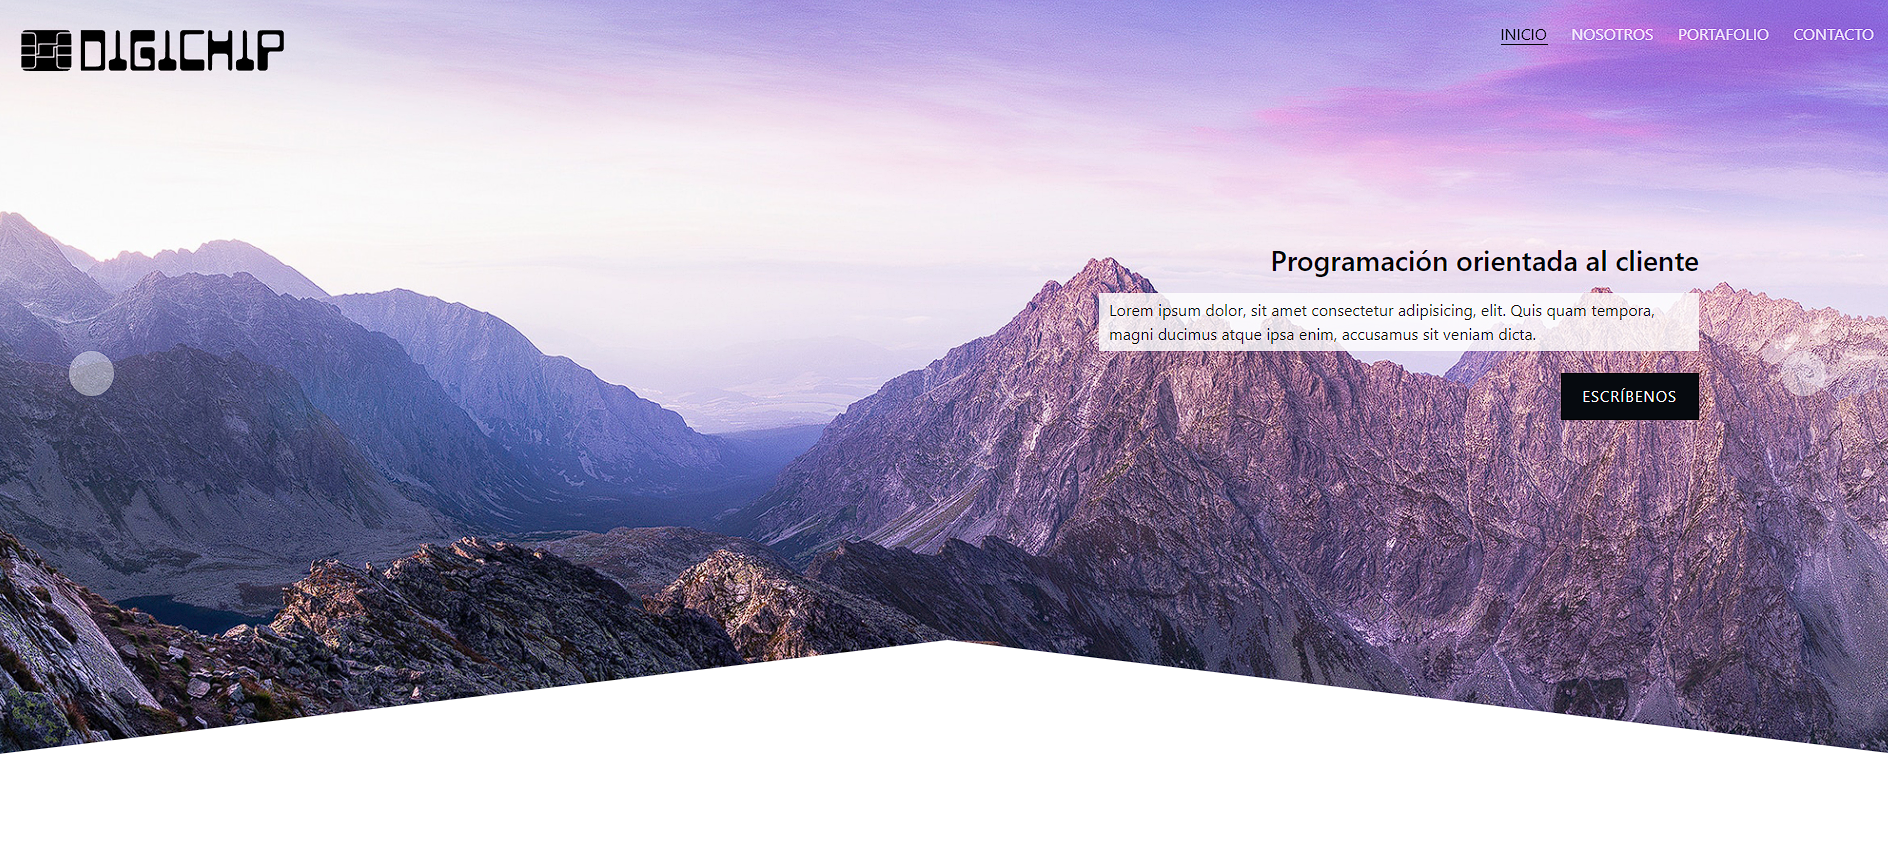 DIGICHIP
INICIO NOSOTROS PORTAFOLIO CONTACTO
Programación orientada al cliente
Lorem ipsum dolor, sit amet consectetur adipisicing, elit. Quis quam tempora,
magni ducimus atque ipsa enim, accusamus sit veniam dicta.
ESCRÍBENOS